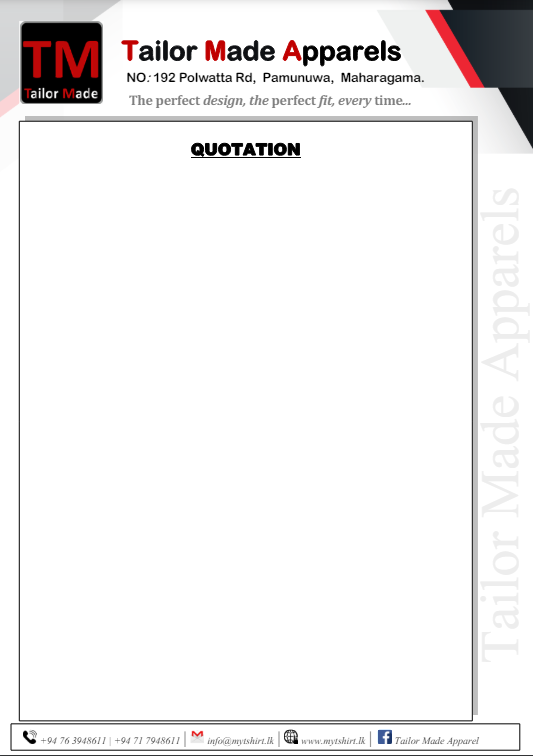 TM
Tailor Made
Tailor Made Apparels
NO.: 192 Polwatta Rd, Pamunuwa, Maharagama.
The perfect design, the perfect fit, every time...
QUOTATION
Tailor Made Apparels
+94 76 3948611 | +94 71 7948611 | info@mytshirt.lk | www.mytshirt.lk | Tailor Made Apparel